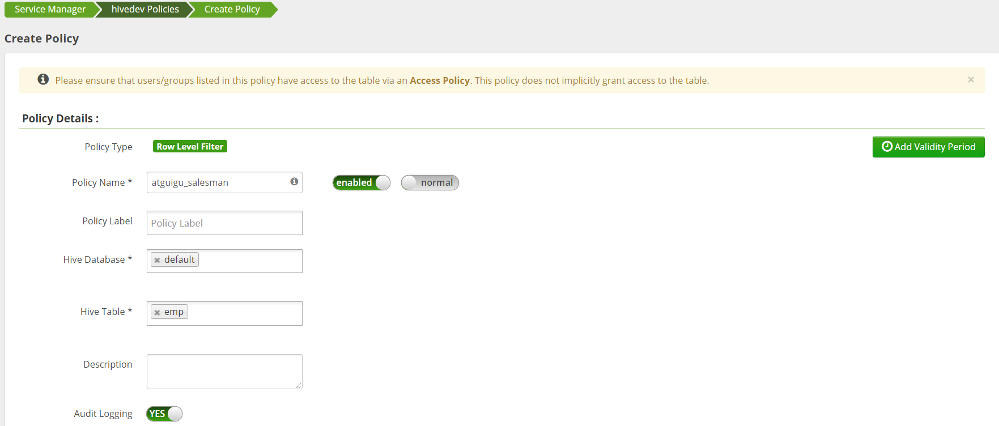 Service Manager hivedev Policies Create Policy
Create Policy
Please ensure that users/groups listed in this policy have access to the table via an Access Policy. This policy does not implicitly grant access to the table. ×
Policy Details :
Policy Type Row Level Filter Add Validity Period
Policy Name * atguigu_salesman enabled normal
Policy Label Policy Label
Hive Database * × default
Hive Table * × emp
Description
Audit Logging YES